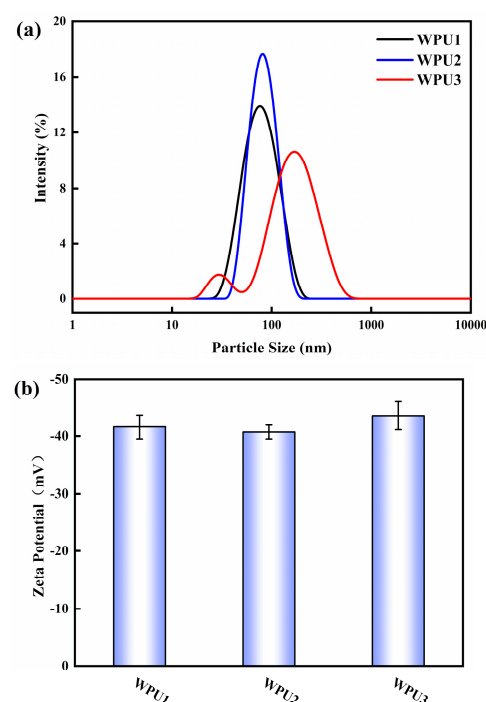 (a)
20
16
12
8
4
0
Intensity (%)
WPU1
WPU2
WPU3
1
10
100
1000
10000
Particle Size (nm)
(b)
-50
-40
-30
-20
-10
0
Zeta Potential（mV）
WPU1
WPU2
WPU3